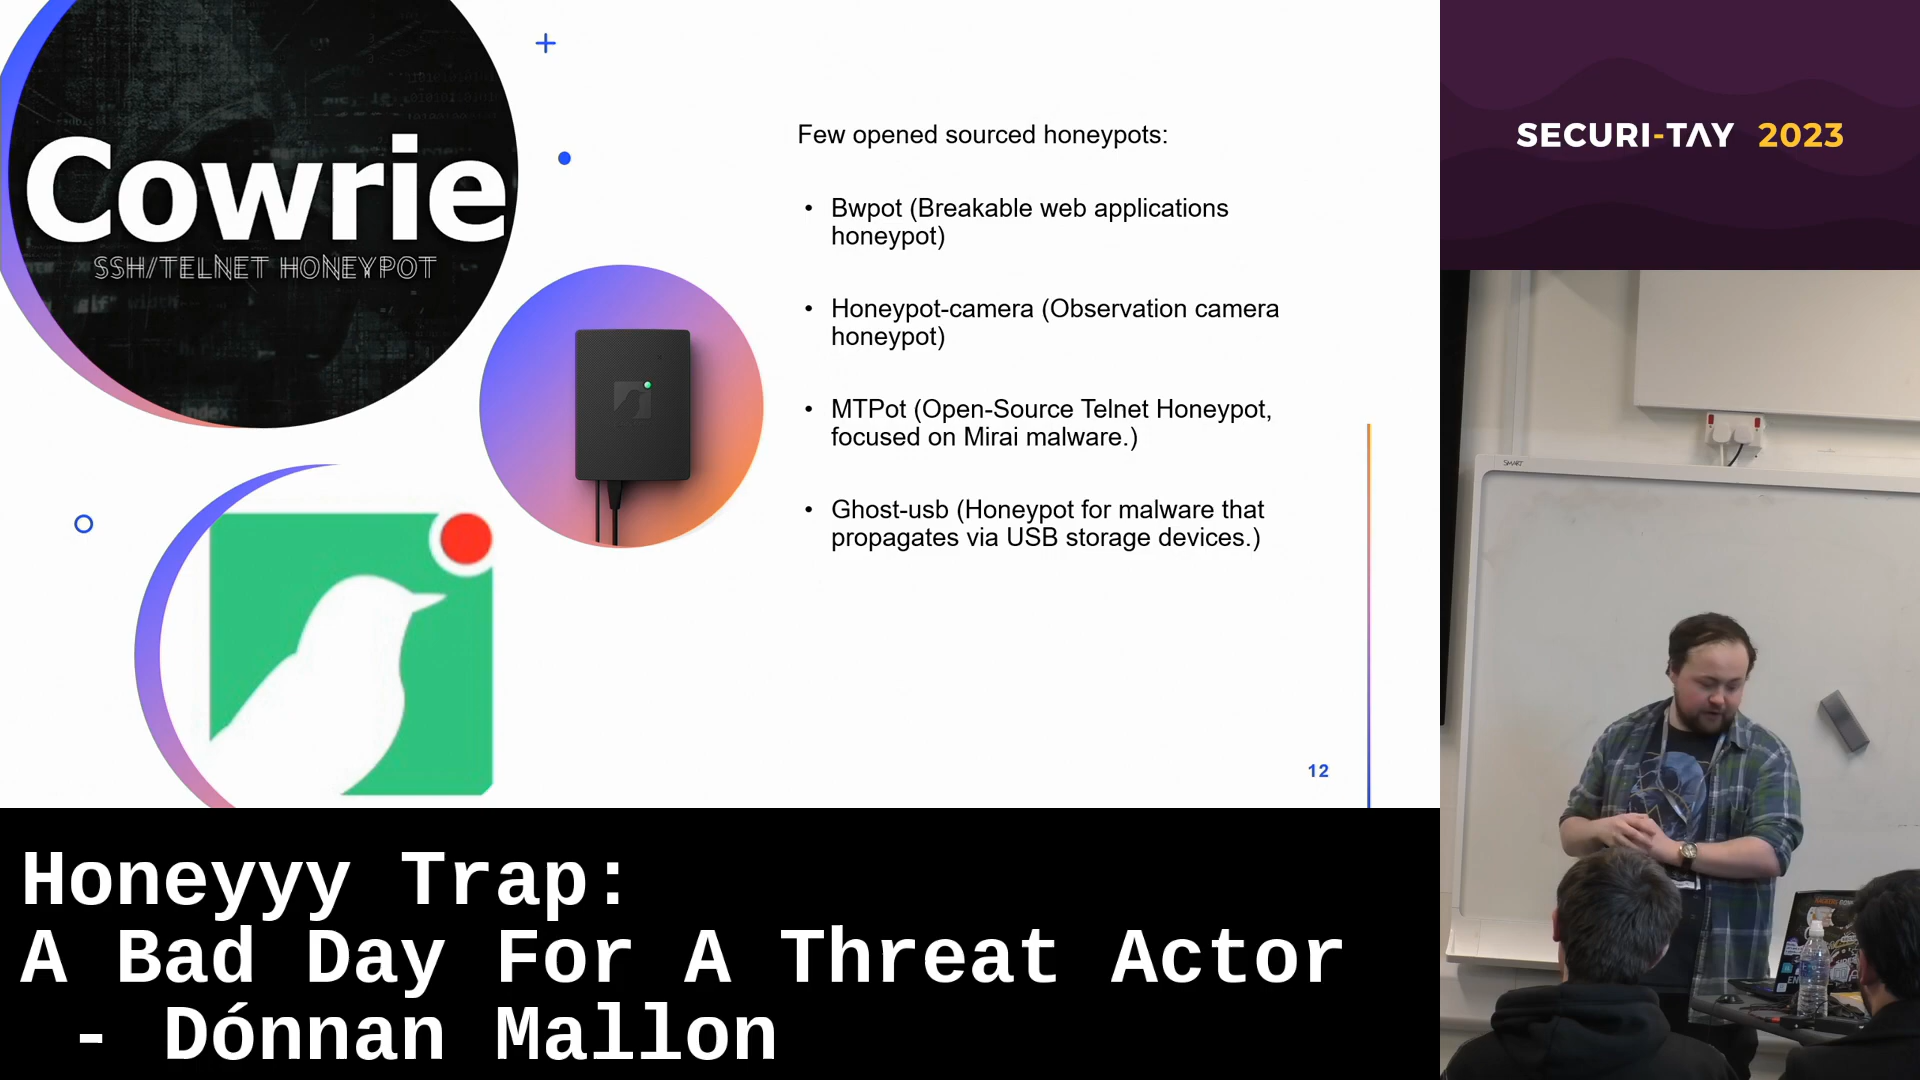 Cowrie
SSH/TELNET HONEYPOT
Few opened sourced honeypots:
• Bwpot (Breakable web applications
honeypot)
• Honeypot-camera (Observation camera
honeypot)
• MTPot (Open-Source Telnet Honeypot,
focused on Mirai malware.)
• Ghost-usb (Honeypot for malware that
propagates via USB storage devices.)
12
SECURI-TAY 2023
SMART
Honeyyy Trap:
A Bad Day For A Threat Actor
- Dónnan Mallon